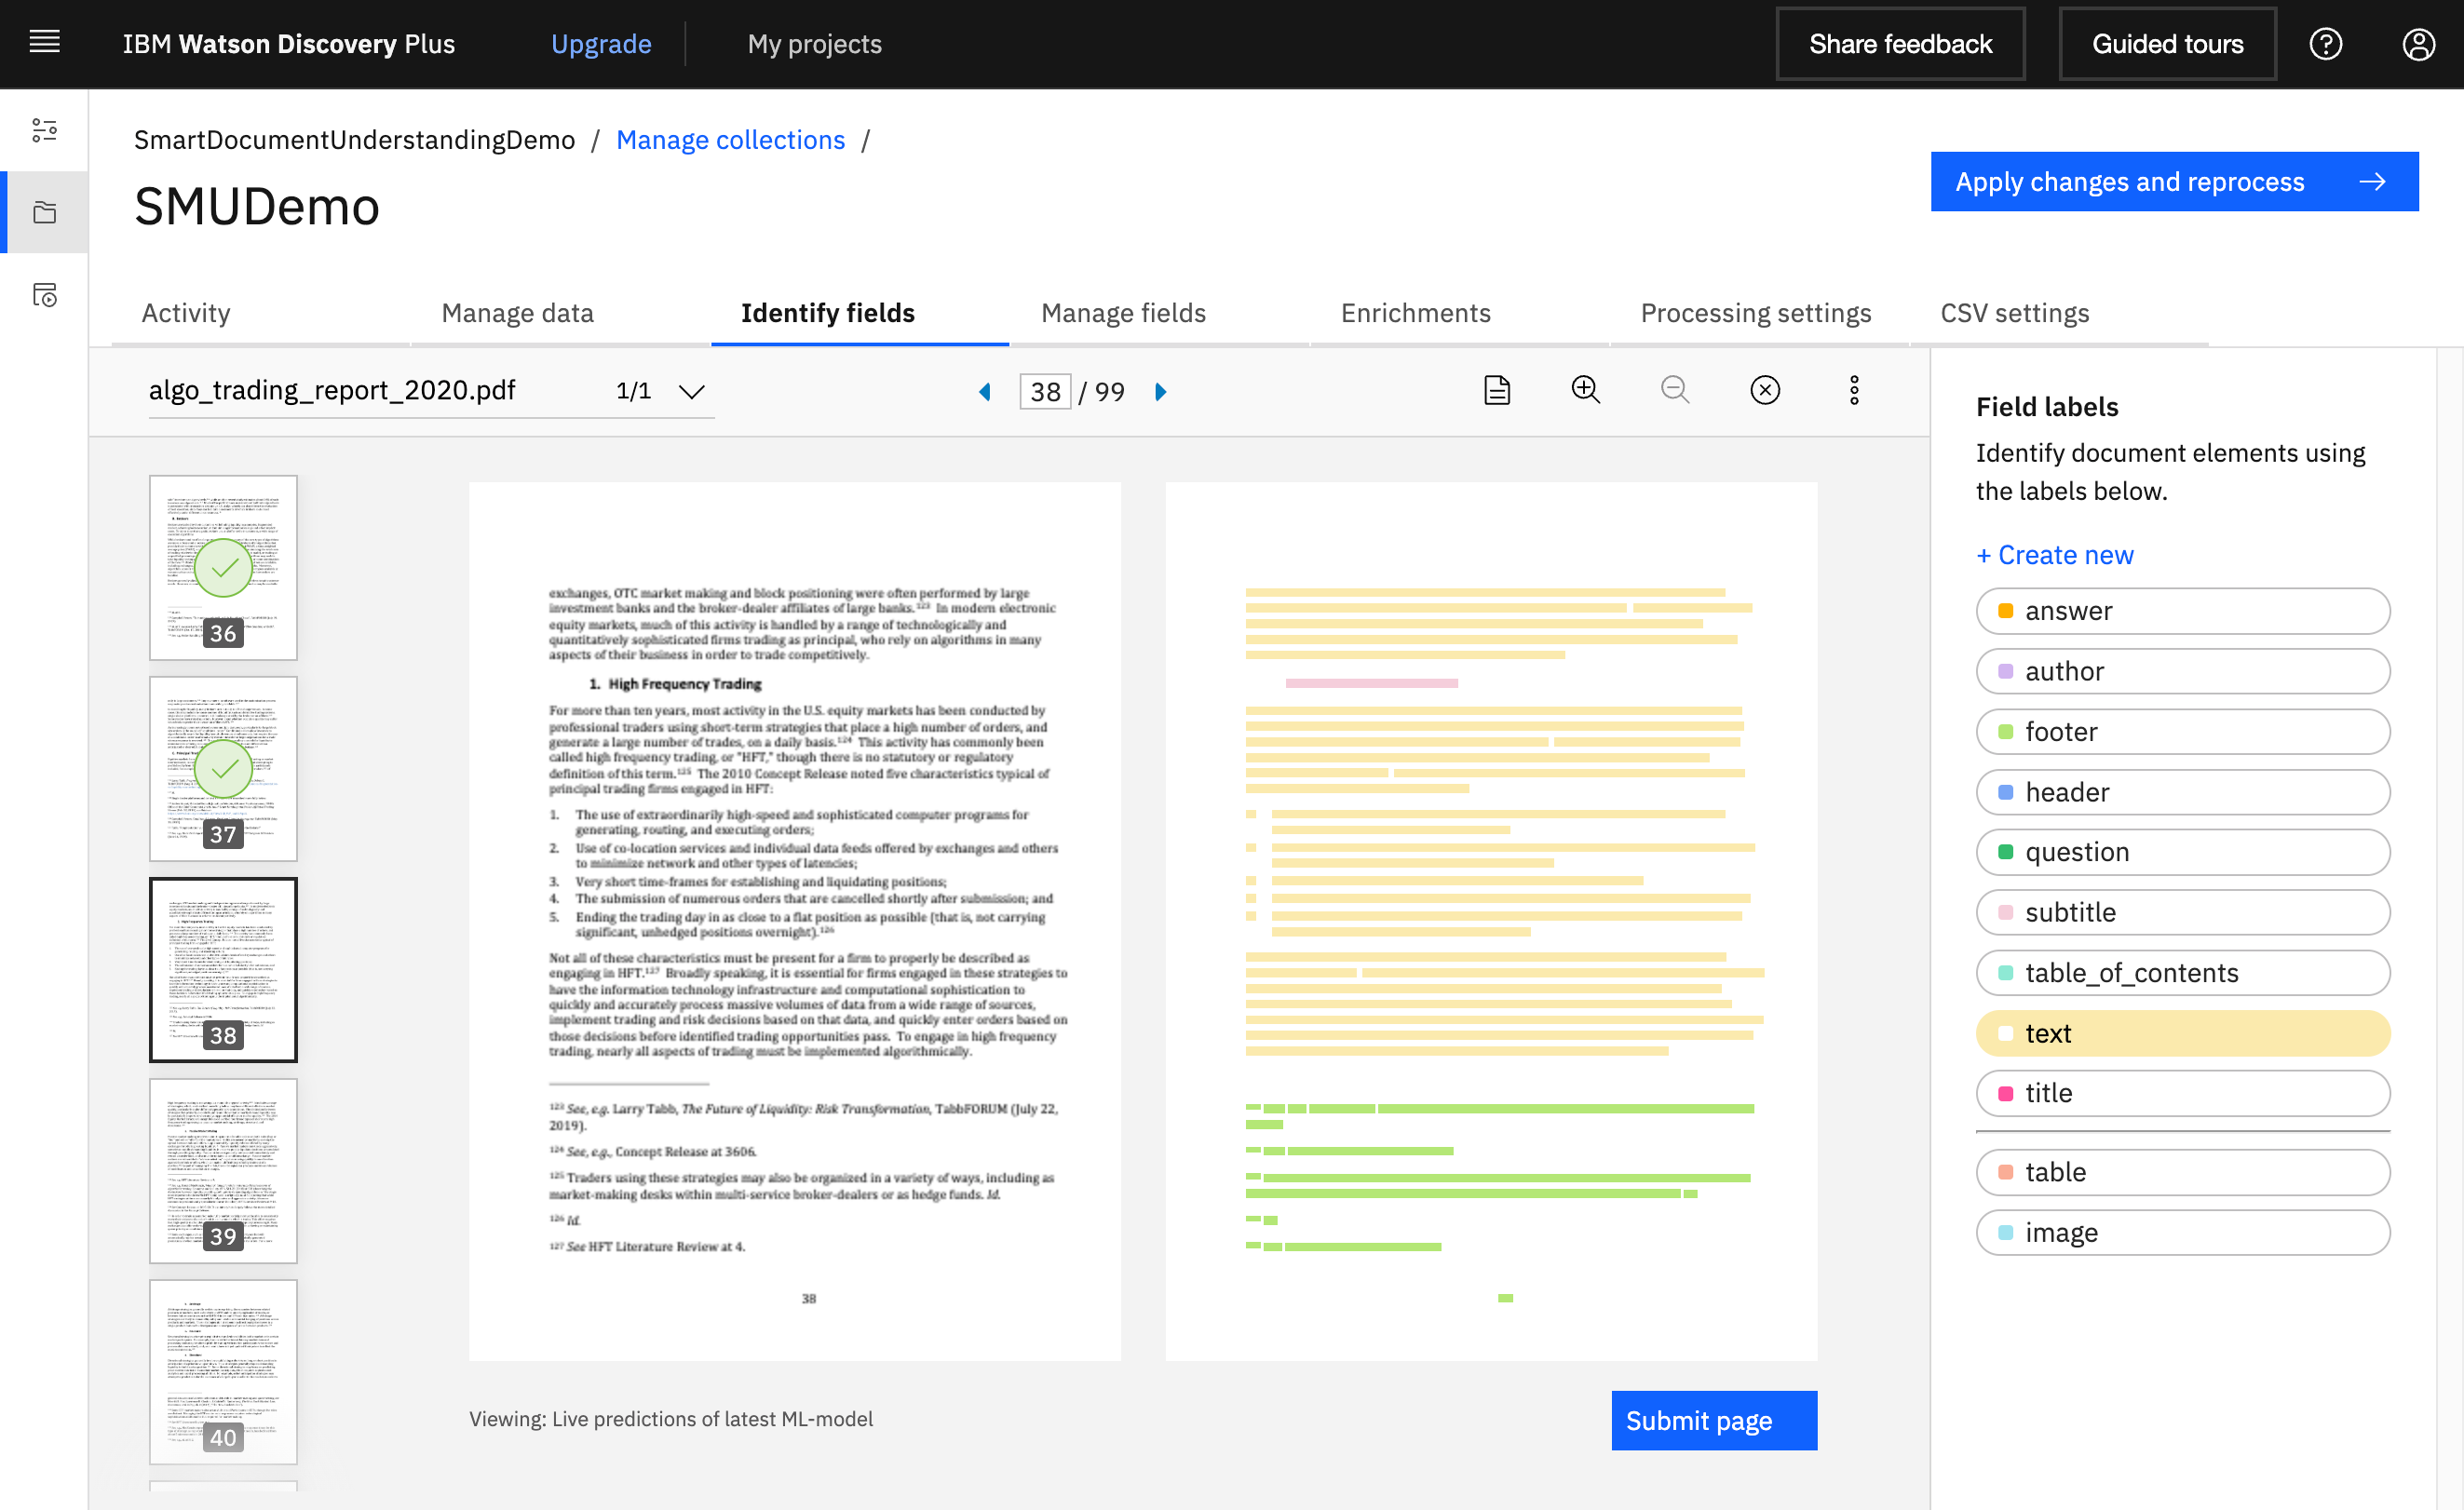 IBM Watson Discovery Plus
Upgrade
My projects
Share feedback
Guided tours
SmartDocumentUnderstandingDemo / Manage collections /
SMUDemo
Apply changes and reprocess
Activity
Manage data
Identify fields
Manage fields
Enrichments
Processing settings
CSV settings
algo_trading_report_2020.pdf
1/1
38 / 99
36
37
38
39
40
exchanges, OTC market making and block positioning were often performed by large
investment banks and the broker-dealer affiliates of large banks.123 In modern electronic
equity markets, much of this activity is handled by a range of technologically and
quantitatively sophisticated firms trading as principal, who rely on algorithms in many
aspects of their business in order to trade competitively.
1. High Frequency Trading
For more than ten years, most activity in the U.S. equity markets has been conducted by
professional traders using short-term strategies that place a high number of orders, and
generate a large number of trades, on a daily basis.124 This activity has commonly been
called high frequency trading, or "HFT," though there is no statutory or regulatory
definition of this term.125 The 2010 Concept Release noted five characteristics typical of
principal trading firms engaged in HFT:
1. The use of extraordinarily high-speed and sophisticated computer programs for
generating, routing, and executing orders;
2. Use of co-location services and individual data feeds offered by exchanges and others
to minimize network and other types of latencies;
3. Very short time-frames for establishing and liquidating positions;
4. The submission of numerous orders that are cancelled shortly after submission; and
5. Ending the trading day in as close to a flat position as possible (that is, not carrying
significant, unhedged positions overnight).126
Not all of these characteristics must be present for a firm to properly be described as
engaging in HFT.127 Broadly speaking, it is essential for firms engaged in these strategies to
have the information technology infrastructure and computational sophistication to
quickly and accurately process massive volumes of data from a wide range of sources,
implement trading and risk decisions based on that data, and quickly enter orders based on
those decisions before identified trading opportunities pass. To engage in high frequency
trading, nearly all aspects of trading must be implemented algorithmically.
123 See, e.g. Larry Tabb, The Future of Liquidity: Risk Transformation, TabbFORUM (July 22,
2019).
124 See, e.g., Concept Release at 3606.
125 Traders using these strategies may also be organized in a variety of ways, including as
market-making desks within multi-service broker-dealers or as hedge funds. Id.
126 Id.
127 See HFT Literature Review at 4.
38
Viewing: Live predictions of latest ML-model
Submit page
Field labels
Identify document elements using
the labels below.
+ Create new
answer
author
footer
header
question
subtitle
table_of_contents
text
title
table
image